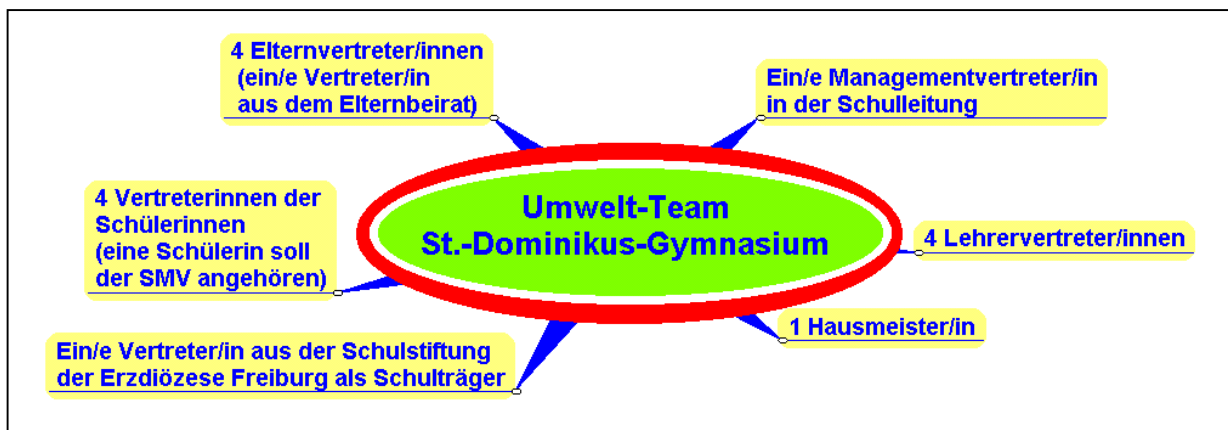 4 Elternvertreter/innen
(ein/e Vertreter/in
aus dem Elternbeirat)
Ein/e Managementvertreter/in
in der Schulleitung
4 Vertreterinnen der
Schülerinnen
(eine Schülerin soll
der SMV angehören)
Umwelt-Team
St.-Dominikus-Gymnasium
4 Lehrervertreter/innen
1 Hausmeister/in
Ein/e Vertreter/in aus der Schulstiftung
der Erzdiözese Freiburg als Schulträger